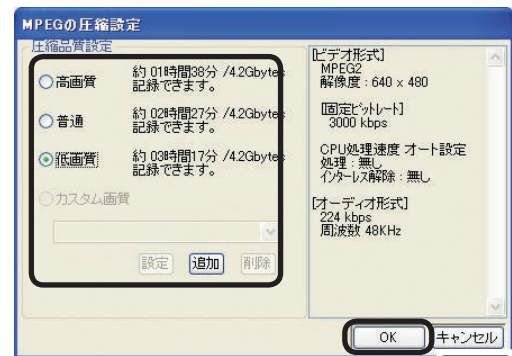 MPEGの圧縮設定
圧縮品質設定
高画質
約 01時間38分 /4.2Gbytes
記録できます。
普通
約 02時間27分 /4.2Gbytes
記録できます。
低画質
約 03時間17分 /4.2Gbytes
記録できます。
カスタム画質
設定
追加
削除
[ビデオ形式]
MPEG2
解像度 : 640 x 480
[固定ビットレート]
3000 kbps
CPU処理速度 オート設定
処理 : 無し
インターレス解除 : 無し
[オーディオ形式]
224 kbps
周波数 48KHz
OK
キャンセル